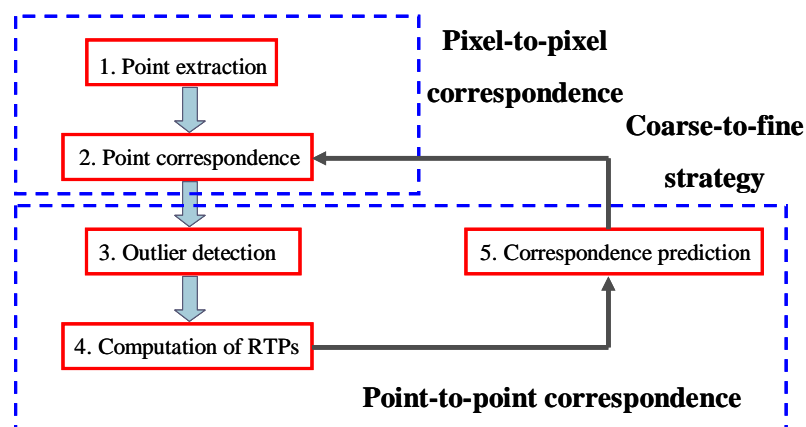 Pixel-to-pixel
correspondence
1. Point extraction
2. Point correspondence
Coarse-to-fine
strategy
3. Outlier detection
5. Correspondence prediction
4. Computation of RTPs
Point-to-point correspondence